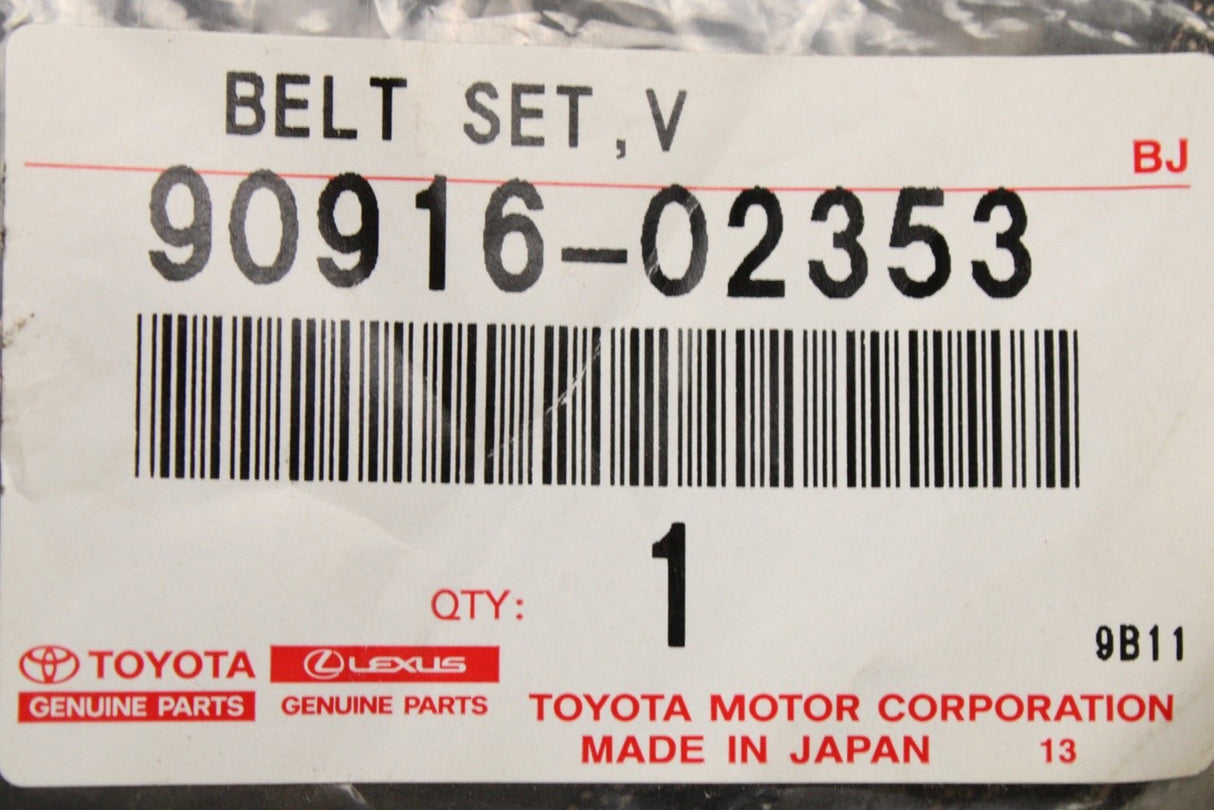 BELT SET,V
BJ
90916-02353
1
QTY:
9B11
TOYOTA
GENUINE PARTS
LEXUS
GENUINE PARTS
TOYOTA MOTOR CORPORATION
MADE IN JAPAN 13